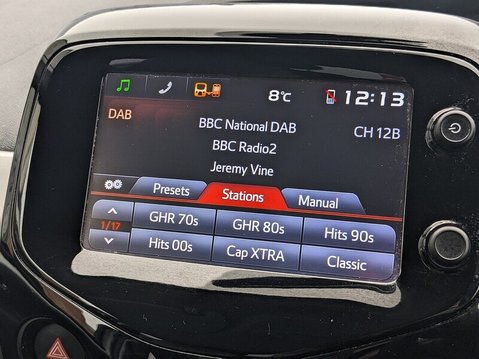 8°C
12:13
DAB
BBC National DAB
CH 12B
BBC Radio2
Jeremy Vine
Presets
Stations
Manual
1/17
GHR 70s
GHR 80s
Hits 90s
Hits 00s
Cap XTRA
Classic